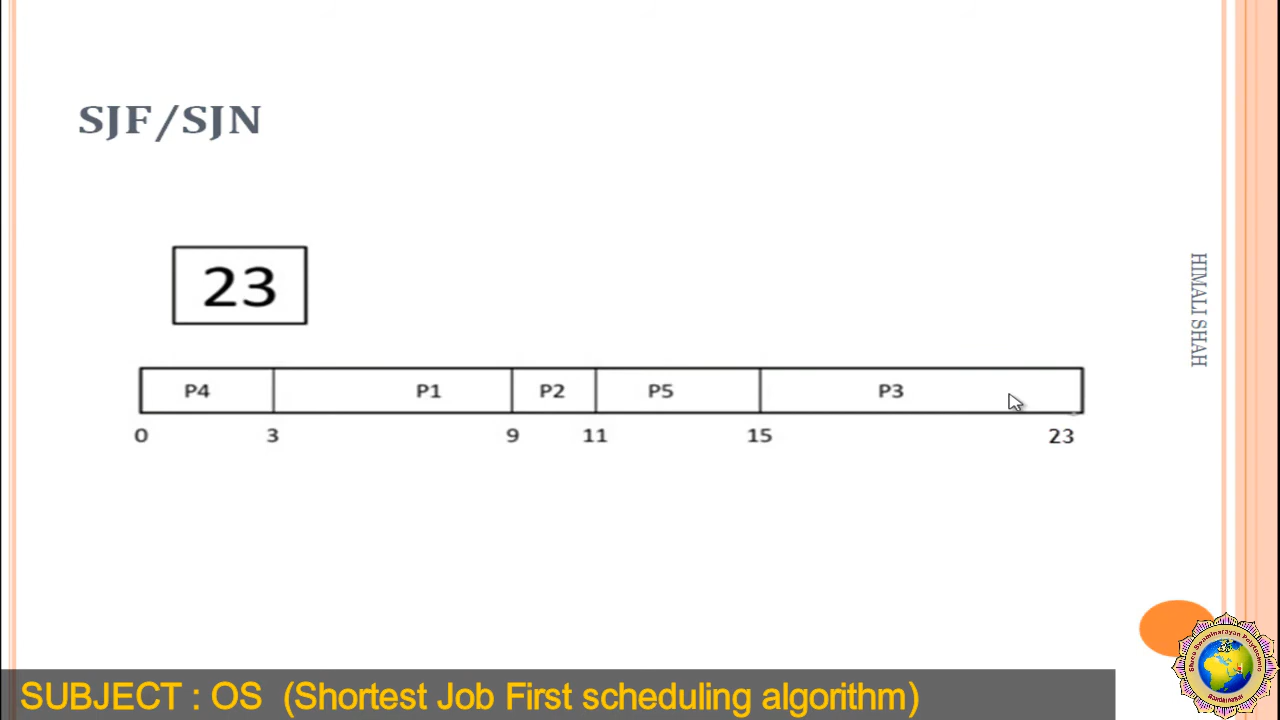 SJF/SJN
23
P4 P1 P2 P5 P3
0 3 9 11 15 23
HIMALI SHAH
SUBJECT : OS (Shortest Job First scheduling algorithm)